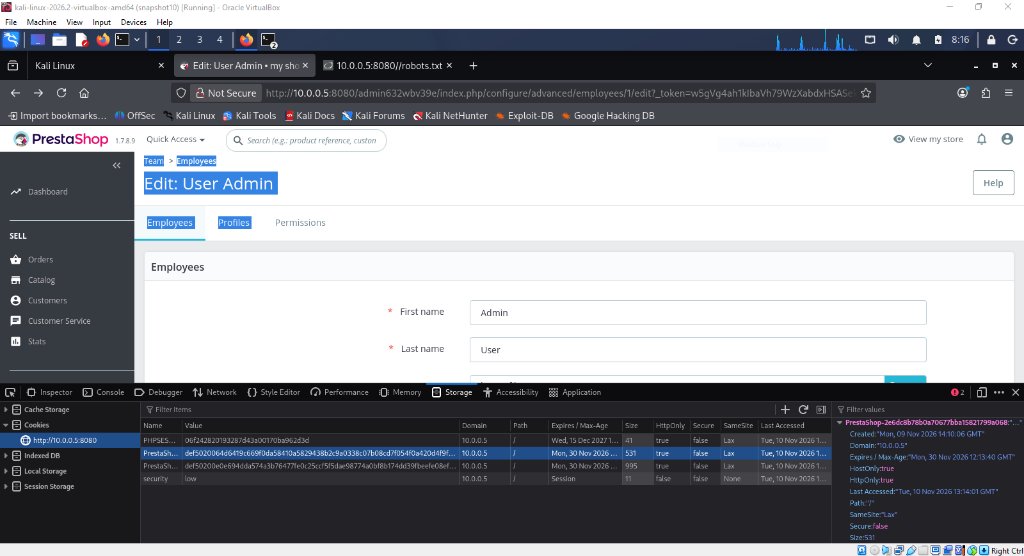 kali-linux-2026.2-virtualbox-amd64 (snapshot10) [Running] - Oracle VirtualBox
File Machine View Input Devices Help
1 2 3 4 2 8:16
Kali Linux
Edit: User Admin • my sho
10.0.0.5:8080//robots.txt
Not Secure http://10.0.0.5:8080/admin632wbv39e/index.php/configure/advanced/employees/1/edit?_token=w5gVg4ah1kIbaVh79WzXabdxHSASe
Import bookmarks... OffSec Kali Linux Kali Tools Kali Docs Kali Forums Kali NetHunter Exploit-DB Google Hacking DB
PrestaShop 1.7.8.9 Quick Access Search (e.g.: product reference, custon View my store
Team > Employees
Edit: User Admin
Help
Employees Profiles Permissions
Dashboard
SELL
Orders
Catalog
Customers
Customer Service
Stats
Employees
* First name Admin
* Last name User
Inspector Console Debugger Network Style Editor Performance Memory Storage Accessibility Application 2
Cache Storage
Cookies
http://10.0.0.5:8080
Indexed DB
Local Storage
Session Storage
Filter Items
Name Value Domain Path Expires / Max-Age Size HttpOnly Secure SameSite Last Accessed
PHPSES... 06f242820193287d43a00170ba962d3d 10.0.0.5 / Wed, 15 Dec 2027 1... 41 true false Lax Tue, 10 Nov 2026 1...
PrestaSh... def5020064d6419c669f0da58410a5829438b2c9a0338c07b08cd7f054f0a420d4f9f... 10.0.0.5 / Mon, 30 Nov 2026 ... 531 true false Lax Tue, 10 Nov 2026 1...
PrestaSh... def50200e0e694dda574a3b76477fe0c25ccf5f5dae98774a0bf8b174dd39fbeefe08ef... 10.0.0.5 / Mon, 30 Nov 2026 ... 995 true false Lax Tue, 10 Nov 2026 1...
security low 10.0.0.5 / Session 11 false false None Tue, 10 Nov 2026 1...
Filter values
PrestaShop-2e6dc8b78b0a70677bba15821799a068:"...
Created:"Mon, 09 Nov 2026 14:10:06 GMT"
Domain:"10.0.0.5"
Expires / Max-Age:"Mon, 30 Nov 2026 12:13:40 GMT"
HostOnly:true
HttpOnly:true
Last Accessed:"Tue, 10 Nov 2026 13:14:01 GMT"
Path:"/"
SameSite:"Lax"
Secure:false
Size:531
Right Ctrl